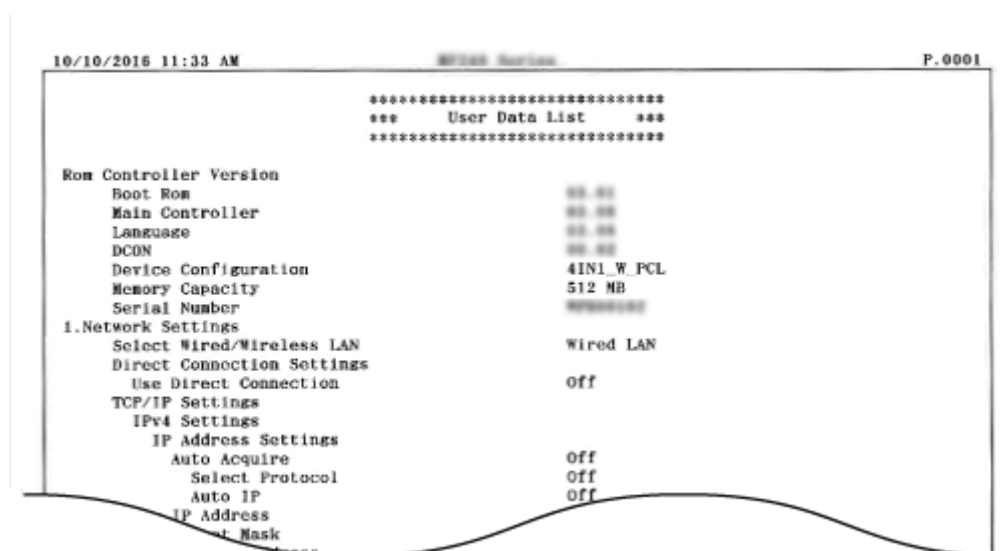 10/10/2016 11:33 AM P.0001
******************************
*** User Data List ***
******************************
Rom Controller Version
Boot Rom
Main Controller
Language
DCON
Device Configuration 4IN1_W_PCL
Memory Capacity 512 MB
Serial Number
1.Network Settings
Select Wired/Wireless LAN Wired LAN
Direct Connection Settings
Use Direct Connection Off
TCP/IP Settings
IPv4 Settings
IP Address Settings
Auto Acquire Off
Select Protocol Off
Auto IP Off
IP Address
Mask